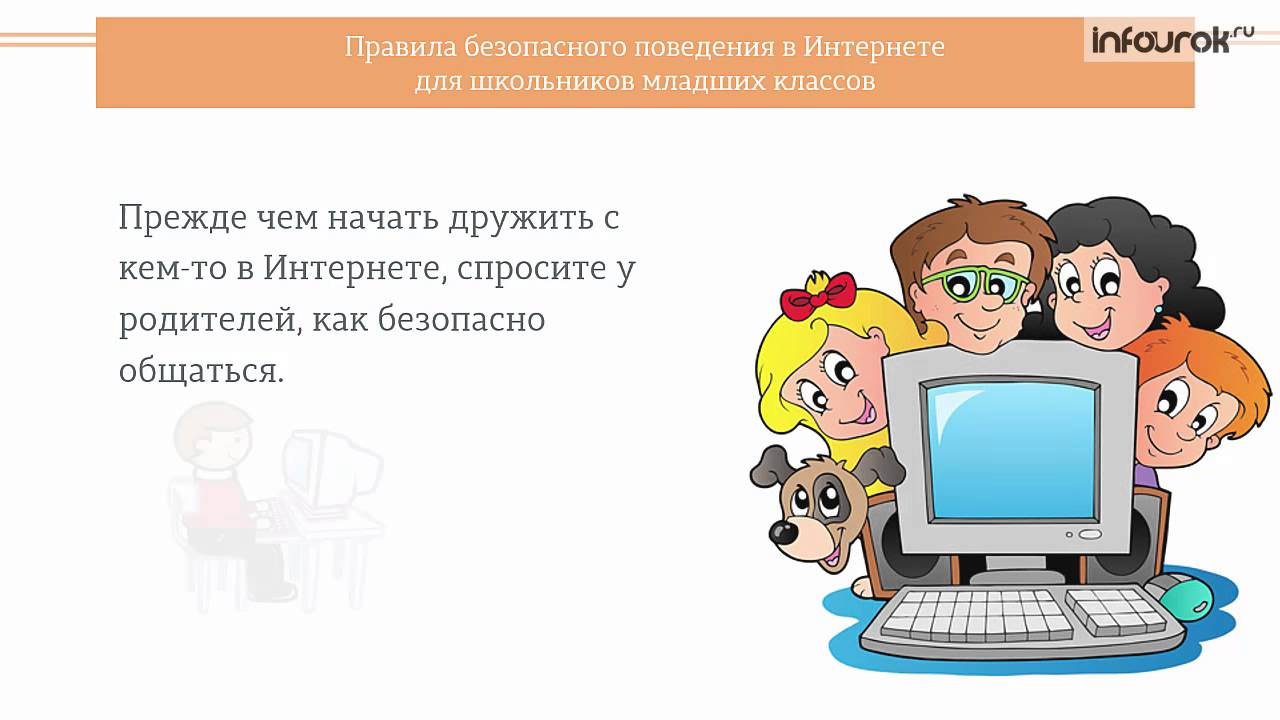 Правила безопасного поведения в Интернете
для школьников младших классов
infourok.ru
Прежде чем начать дружить с
кем-то в Интернете, спросите у
родителей, как безопасно
общаться.